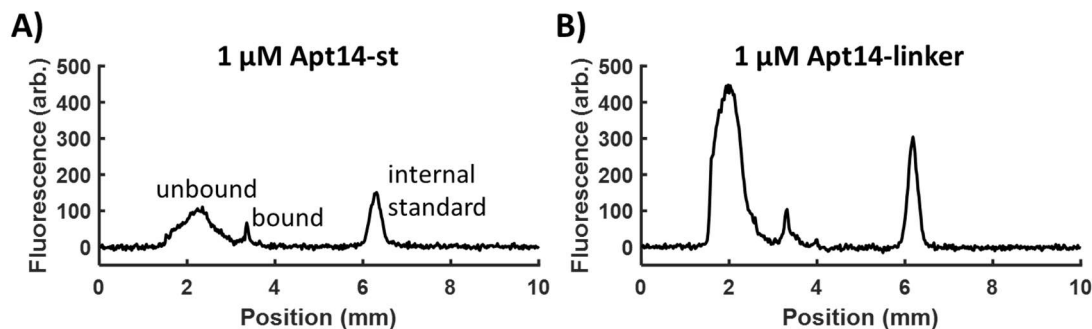 A)
1 µM Apt14-st
500
400
300
200
100
0
Fluorescence (arb.)
unbound
bound
internal
standard
0 2 4 6 8 10
Position (mm)
B)
1 µM Apt14-linker
500
400
300
200
100
0
Fluorescence (arb.)
0 2 4 6 8 10
Position (mm)